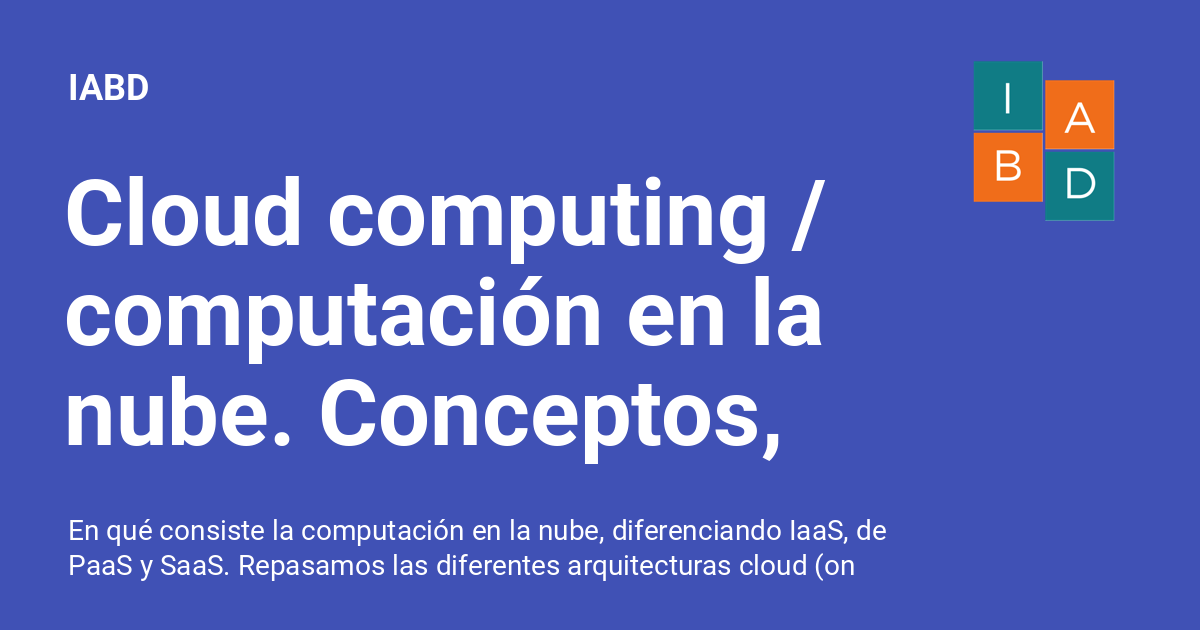 IABD
I
A
B
D
Cloud computing /
computación en la
nube. Conceptos,
En qué consiste la computación en la nube, diferenciando IaaS, de
PaaS y SaaS. Repasamos las diferentes arquitecturas cloud (on